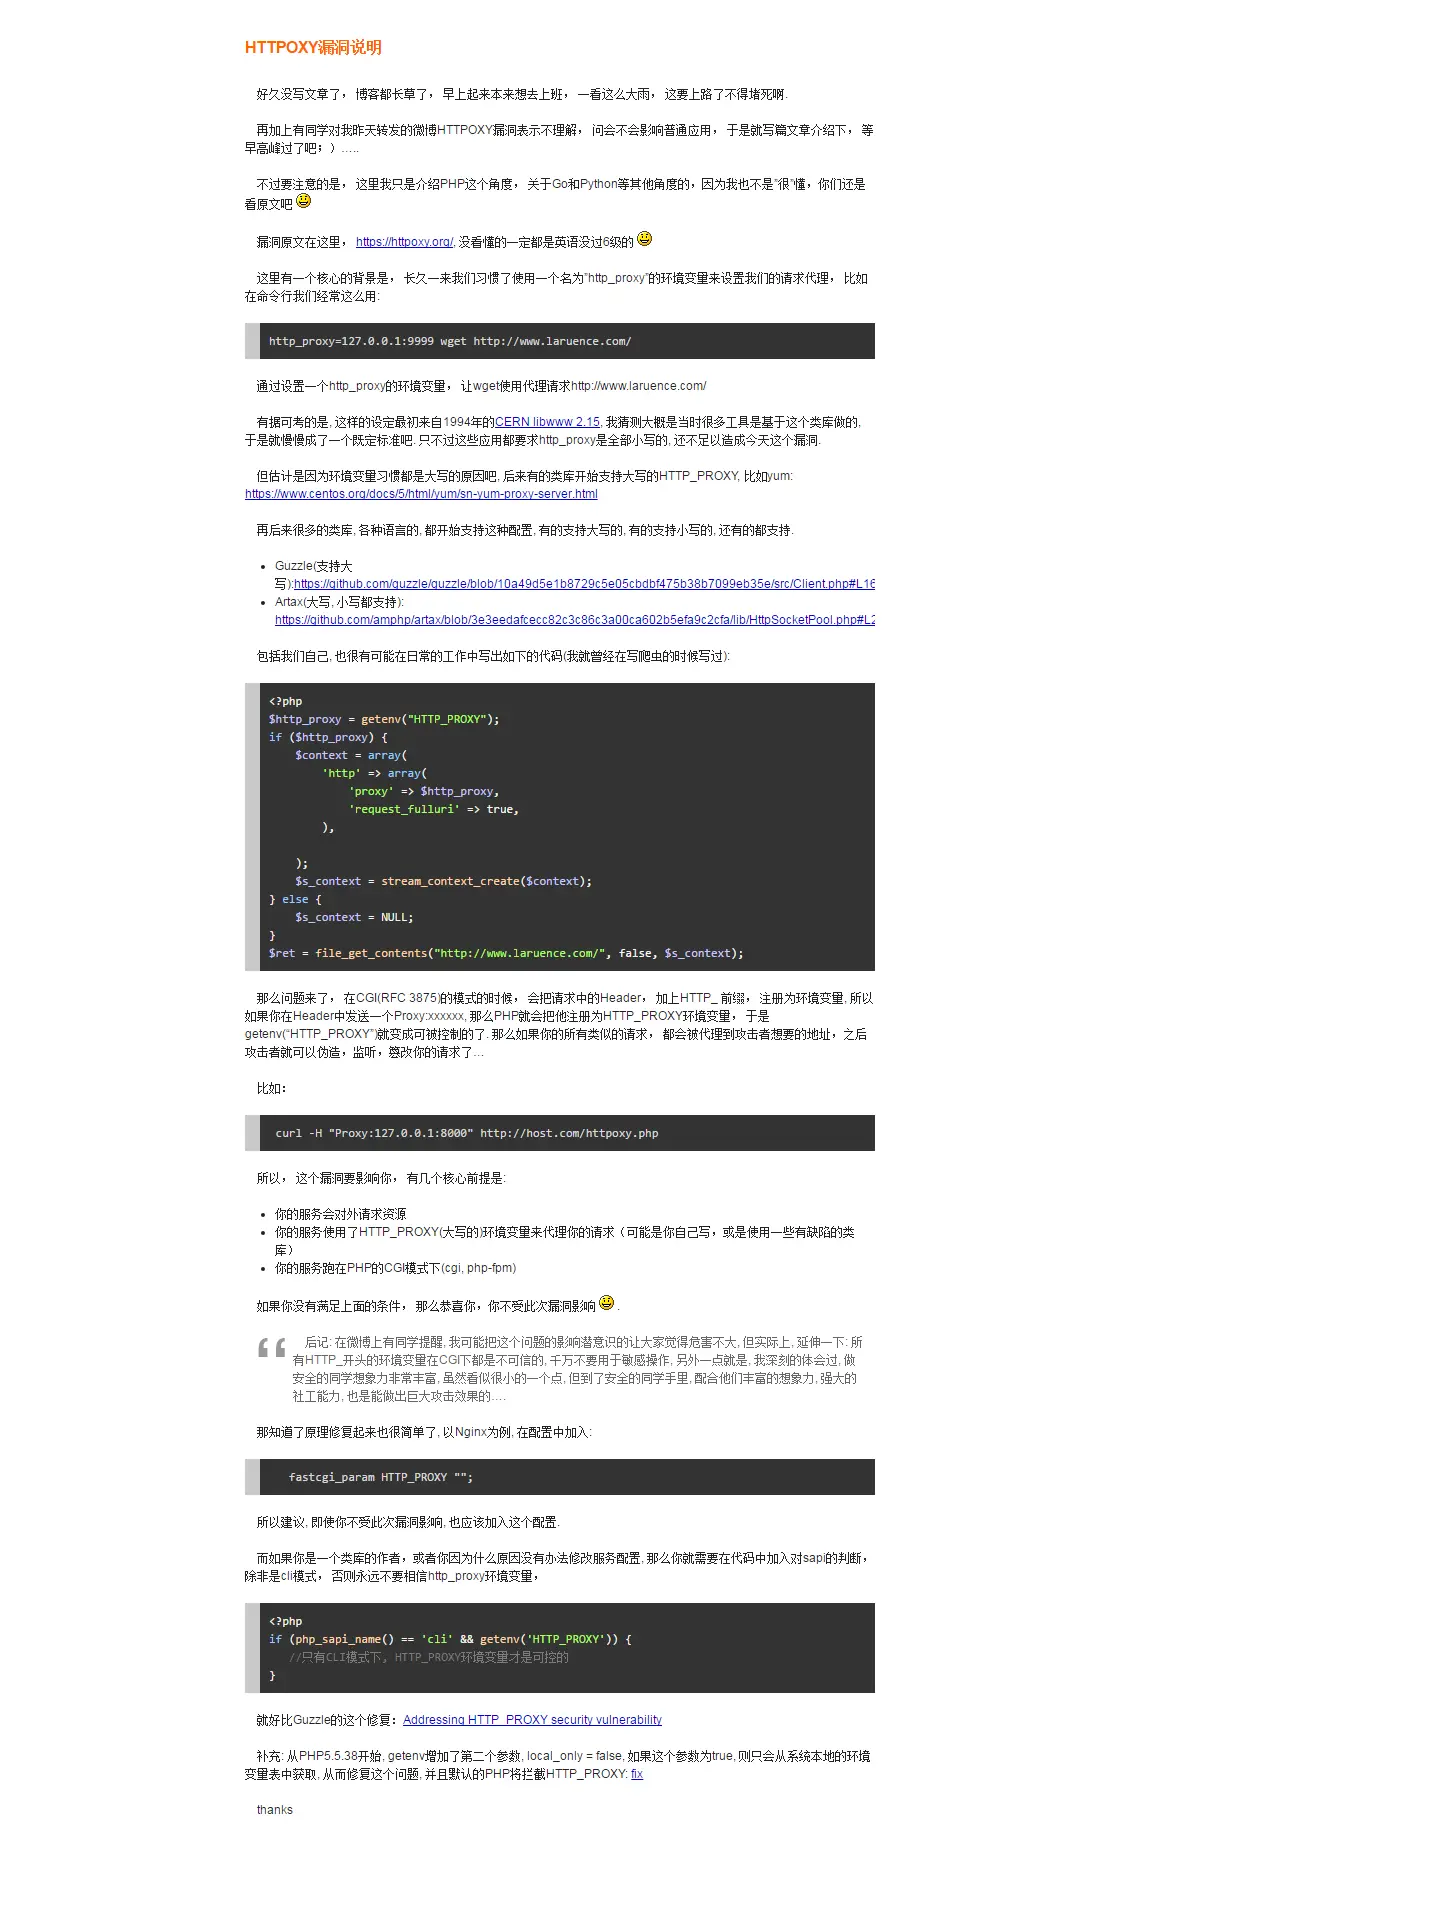 HTTPOXY漏洞说明
好久没写文章了， 博客都长草了， 早上起来本来想去上班， 一看这么大雨， 这要上路了不得堵死啊.
再加上有同学对我昨天转发的微博HTTPOXY漏洞表示不理解， 问会不会影响普通应用， 于是就写篇文章介绍下， 等
早高峰过了吧；）…..
不过要注意的是， 这里我只是介绍PHP这个角度， 关于Go和Python等其他角度的，因为我也不是”很”懂，你们还是
看原文吧
漏洞原文在这里， https://httpoxy.org/, 没看懂的一定都是英语没过6级的
这里有一个核心的背景是， 长久一来我们习惯了使用一个名为”http_proxy”的环境变量来设置我们的请求代理， 比如
在命令行我们经常这么用:
http_proxy=127.0.0.1:9999 wget http://www.laruence.com/
通过设置一个http_proxy的环境变量， 让wget使用代理请求http://www.laruence.com/
有据可考的是, 这样的设定最初来自1994年的CERN libwww 2.15, 我猜测大概是当时很多工具是基于这个类库做的,
于是就慢慢成了一个既定标准吧. 只不过这些应用都要求http_proxy是全部小写的, 还不足以造成今天这个漏洞.
但估计是因为环境变量习惯都是大写的原因吧, 后来有的类库开始支持大写的HTTP_PROXY, 比如yum:
https://www.centos.org/docs/5/html/yum/sn-yum-proxy-server.html
再后来很多的类库, 各种语言的, 都开始支持这种配置, 有的支持大写的, 有的支持小写的, 还有的都支持.
• Guzzle(支持大
写):https://github.com/guzzle/guzzle/blob/10a49d5e1b8729c5e05cbdbf475b38b7099eb35e/src/Client.php#L16
• Artax(大写, 小写都支持):
https://github.com/amphp/artax/blob/3e3eedafcecc82c3c86c3a00ca602b5efa9c2cfa/lib/HttpSocketPool.php#L2
包括我们自己, 也很有可能在日常的工作中写出如下的代码(我就曾经在写爬虫的时候写过):
<?php
$http_proxy = getenv("HTTP_PROXY");
if ($http_proxy) {
    $context = array(
        'http' => array(
            'proxy' => $http_proxy,
            'request_fulluri' => true,
        ),
    );
    $s_context = stream_context_create($context);
} else {
    $s_context = NULL;
}
$ret = file_get_contents("http://www.laruence.com/", false, $s_context);
那么问题来了， 在CGI(RFC 3875)的模式的时候， 会把请求中的Header， 加上HTTP_ 前缀， 注册为环境变量, 所以
如果你在Header中发送一个Proxy:xxxxxx, 那么PHP就会把他注册为HTTP_PROXY环境变量， 于是
getenv(“HTTP_PROXY”)就变成可被控制的了. 那么如果你的所有类似的请求， 都会被代理到攻击者想要的地址，之后
攻击者就可以伪造，监听，篡改你的请求了…
比如：
curl -H "Proxy:127.0.0.1:8000" http://host.com/httpoxy.php
所以， 这个漏洞要影响你， 有几个核心前提是:
• 你的服务会对外请求资源
• 你的服务使用了HTTP_PROXY(大写的)环境变量来代理你的请求（可能是你自己写，或是使用一些有缺陷的类
库）
• 你的服务跑在PHP的CGI模式下(cgi, php-fpm)
如果你没有满足上面的条件， 那么恭喜你，你不受此次漏洞影响 .
后记: 在微博上有同学提醒, 我可能把这个问题的影响潜意识的让大家觉得危害不大, 但实际上, 延伸一下: 所
有HTTP_开头的环境变量在CGI下都是不可信的, 千万不要用于敏感操作, 另外一点就是, 我深刻的体会过, 做
安全的同学想象力非常丰富, 虽然看似很小的一个点, 但到了安全的同学手里, 配合他们丰富的想象力, 强大的
社工能力, 也是能做出巨大攻击效果的….
那知道了原理修复起来也很简单了, 以Nginx为例, 在配置中加入:
fastcgi_param HTTP_PROXY "";
所以建议, 即使你不受此次漏洞影响, 也应该加入这个配置.
而如果你是一个类库的作者，或者你因为什么原因没有办法修改服务配置, 那么你就需要在代码中加入对sapi的判断，
除非是cli模式， 否则永远不要相信http_proxy环境变量，
<?php
if (php_sapi_name() == 'cli' && getenv('HTTP_PROXY')) {
   //只有CLI模式下, HTTP_PROXY环境变量才是可控的
}
就好比Guzzle的这个修复：Addressing HTTP_PROXY security vulnerability
补充: 从PHP5.5.38开始, getenv增加了第二个参数, local_only = false, 如果这个参数为true, 则只会从系统本地的环境
变量表中获取, 从而修复这个问题, 并且默认的PHP将拦截HTTP_PROXY: fix
thanks